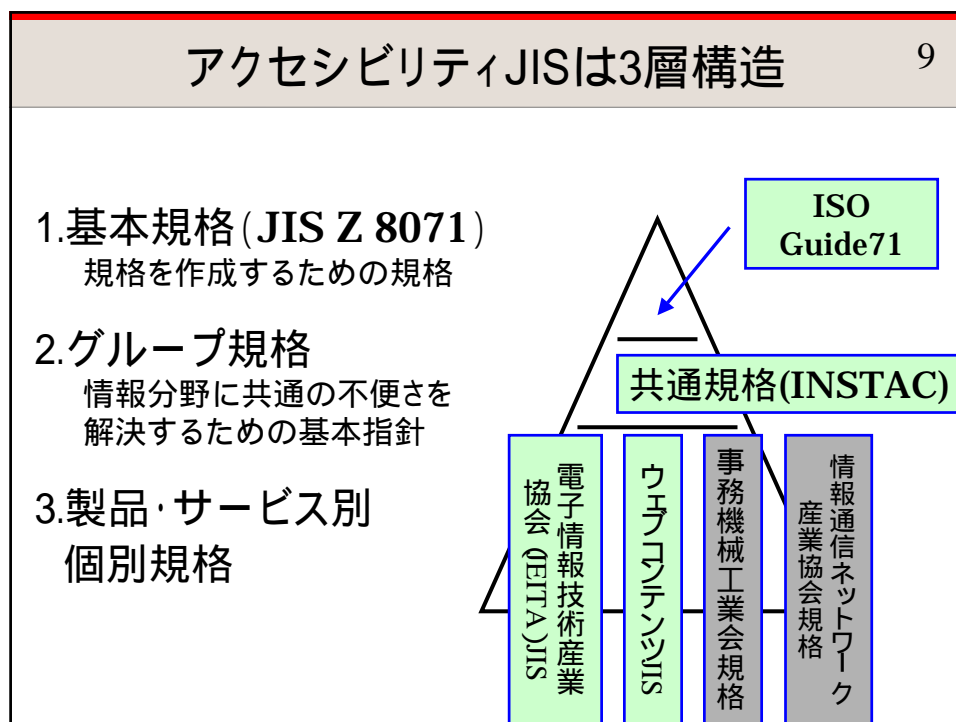 アクセシビリティJISは3層構造
9
1.基本規格(JIS Z 8071)
規格を作成するための規格
2.グループ規格
情報分野に共通の不便さを
解決するための基本指針
3.製品・サービス別
個別規格
ISO
Guide71
共通規格(INSTAC)
電子情報技術産業
協会(JEITA)JIS
ウェブコンテンツJIS
事務機械工業会規格
情報通信ネットワーク
産業協会規格